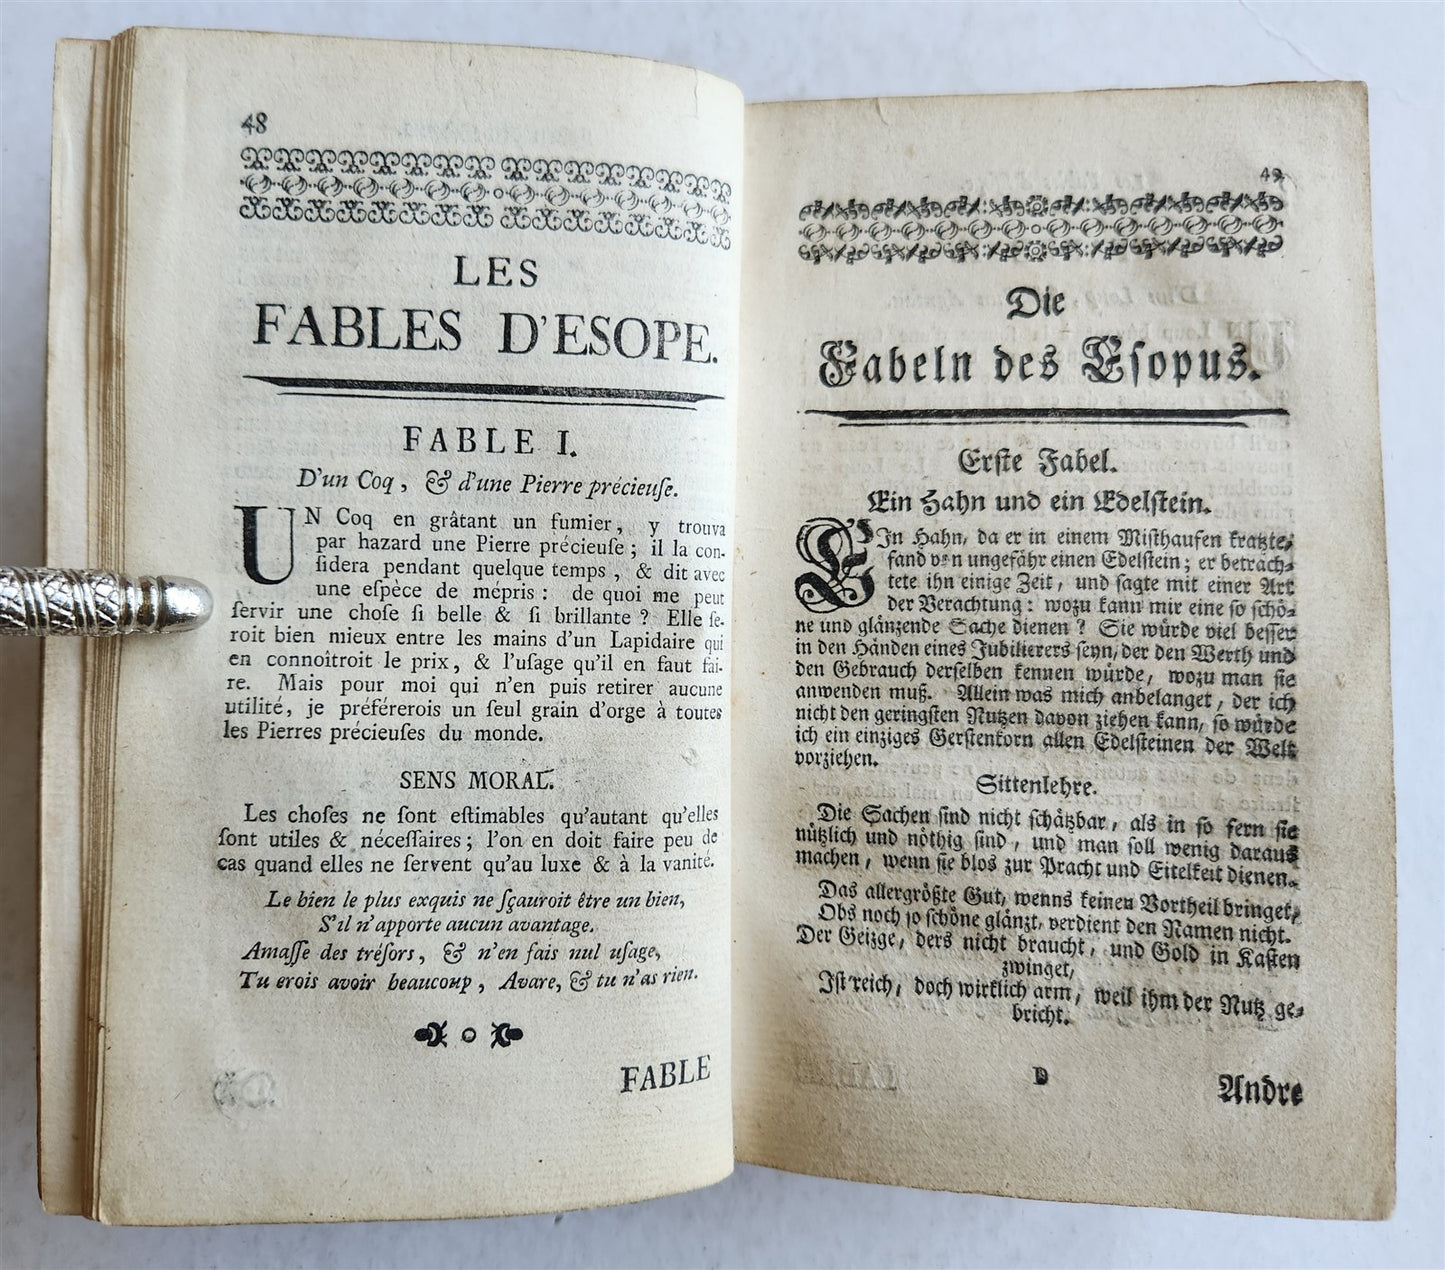 48
LES
FABLES D'ESOPE.
FABLE I.
D'un Coq, & d'une Pierre précieuſe.
UN Coq en grâtant un fumier, y trouva
par hazard une Pierre précieuſe; il la con-
ſidera pendant quelque temps, & dit avec
une eſpèce de mépris: de quoi me peut
ſervir une choſe ſi belle & ſi brillante? Elle ſe-
roit bien mieux entre les mains d'un Lapidaire qui
en connoîtroit le prix, & l'uſage qu'il en faut fai-
re. Mais pour moi qui n'en puis retirer aucune
utilité, je préférerois un ſeul grain d'orge à toutes
les Pierres précieuſes du monde.
SENS MORAL.
Les choſes ne ſont eſtimables qu'autant qu'elles
ſont utiles & néceſſaires; l'on en doit faire peu de
cas quand elles ne ſervent qu'au luxe & à la vanité.
Le bien le plus exquis ne ſçauroit être un bien,
S'il n'apporte aucun avantage.
Amaſſe des tréſors, & n'en fais nul uſage,
Tu crois avoir beaucoup, Avare, & tu n'as rien.
FABLE
49
Die
Fabeln des Eſopus.
Erſte Fabel.
Ein Hahn und ein Edelſtein.
EIn Hahn, da er in einem Miſthaufen kratzte,
fand von ungefähr einen Edelſtein; er betrach-
tete ihn einige Zeit, und ſagte mit einer Art
der Verachtung: wozu kann mir eine ſo ſchö-
ne und glänzende Sache dienen? Sie würde viel beſſer
in den Händen eines Jubilierers ſeyn, der den Werth und
den Gebrauch derſelben kennen würde, wozu man ſie
anwenden muß. Allein was mich anbelanget, der ich
nicht den geringſten Nutzen davon ziehen kann, ſo würde
ich ein einziges Gerſtenkorn allen Edelſteinen der Welt
vorziehen.
Sittenlehre.
Die Sachen ſind nicht ſchätzbar, als in ſo fern ſie
nützlich und nöthig ſind, und man ſoll wenig daraus
machen, wenn ſie blos zur Pracht und Eitelkeit dienen.
Das allergrößte Gut, wenns keinen Vortheil bringet,
Obs noch ſo ſchöne glänzt, verdient den Namen nicht.
Der Geizge, ders nicht braucht, und Gold in Kaſten
zwinget,
Iſt reich, doch wirklich arm, weil ihm der Nutz ge-
bricht.
D
Andre